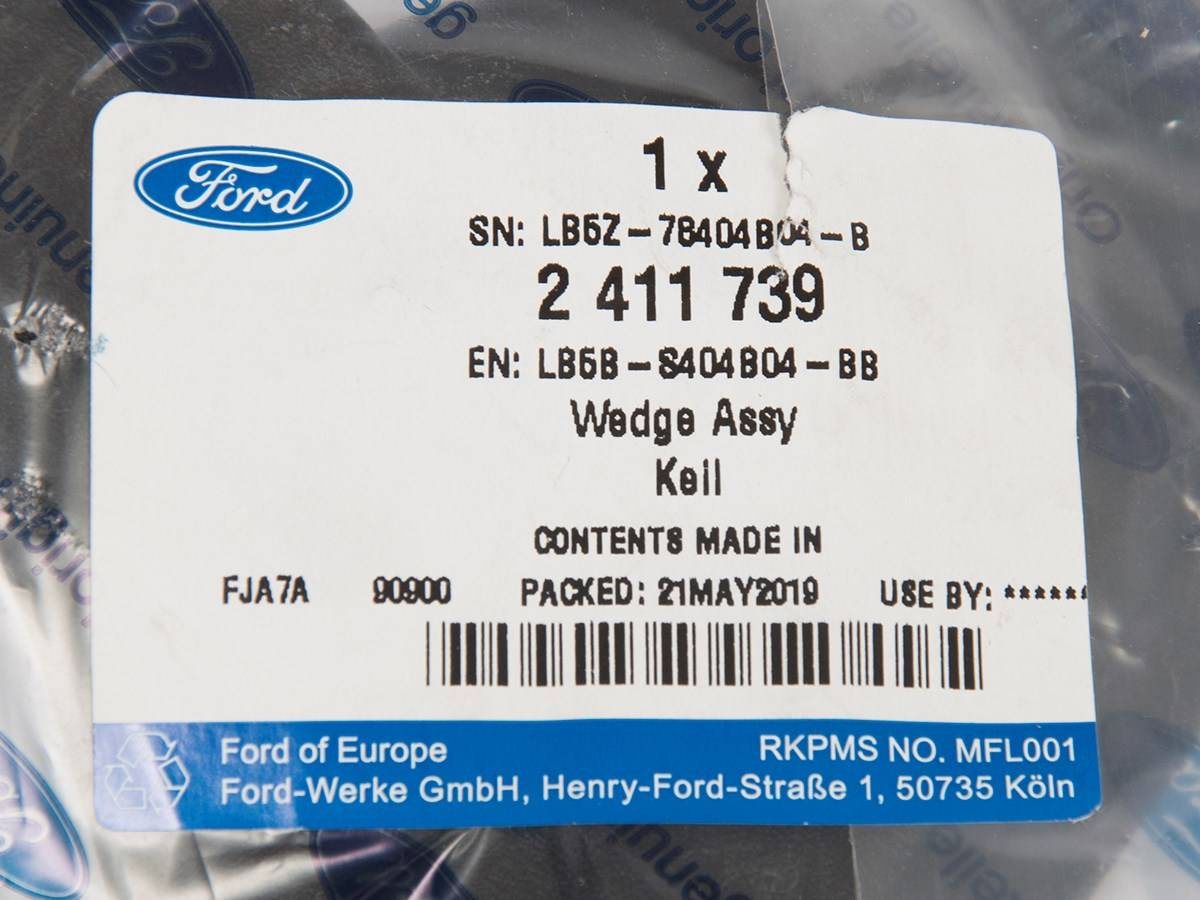 Ford
1 x
SN: LB5Z-78404B04-B
2 411 739
EN: LB5B-S404B04-BB
Wedge Assy
Keil
CONTENTS MADE IN
FJA7A 90900 PACKED: 21MAY2019 USE BY: ******
Ford of Europe RKPMS NO. MFL001
Ford-Werke GmbH, Henry-Ford-Straße 1, 50735 Köln